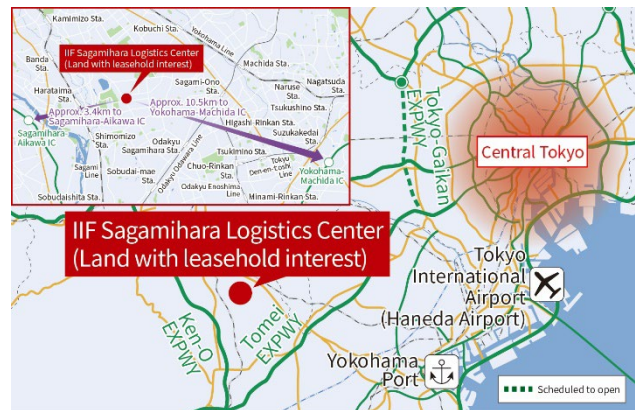 Kamimizo Sta.
Kobuchi Sta.
Yokohama Line
IIF Sagamihara Logistics Center
(Land with leasehold interest)
Machida Sta.
Banda
Sta.
Harataima
Sta.
Sagami-Ono
Sta.
Nagatsuta
Sta.
Naruse
Sta.
Tsukushino Sta.
Approx. 3.4km to
Sagamihara-Aikawa IC
Approx. 10.5km to
Yokohama-Machida IC
Higashi-Rinkan Sta.
Suzukakedai
Sta.
Sagamihara-
Aikawa IC
Shimomizo
Sta.
Odakyu
Sagamihara Sta.
Tsukimino Sta.
Sagami
Line
Sobudai-mae
Sta.
Odakyu Odawara Line
Chuo-Rinkan
Sta.
Tokyu
Den-en-toshi
Line
Odakyu Enoshima
Line
Yokohama-
Machida IC
Sobudaishita Sta.
Minami-Rinkan Sta.
Tokyo-Gaikan
EXPWY
Central Tokyo
IIF Sagamihara Logistics Center
(Land with leasehold interest)
Ken-O
EXPWY
Tomei
EXPWY
Tokyo
International
Airport
(Haneda Airport)
Yokohama
Port
Scheduled to open